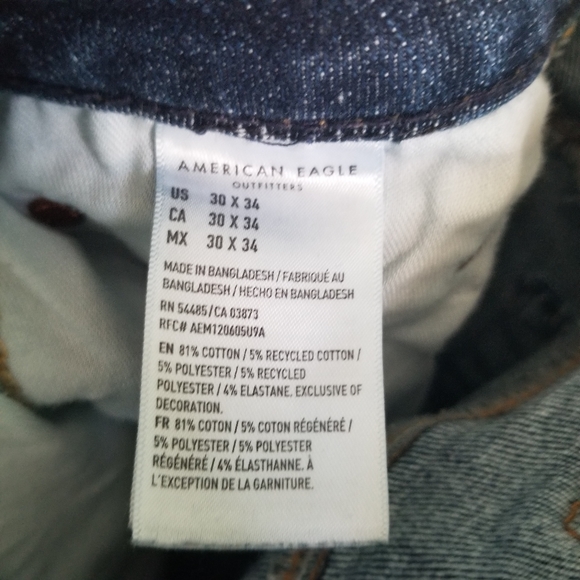 AMERICAN EAGLE
OUTFITTERS
US 30 X 34
CA 30 X 34
MX 30 X 34
MADE IN BANGLADESH / FABRIQUÉ AU
BANGLADESH / HECHO EN BANGLADESH
RN 54485 / CA 03873
RFC# AEM120605U9A
EN 81% COTTON / 5% RECYCLED COTTON /
5% POLYESTER / 5% RECYCLED
POLYESTER / 4% ELASTANE. EXCLUSIVE OF
DECORATION.
FR 81% COTON / 5% COTON RÉGÉNÉRÉ /
5% POLYESTER / 5% POLYESTER
RÉGÉNÉRÉ / 4% ÉLASTHANNE. À
L'EXCEPTION DE LA GARNITURE.